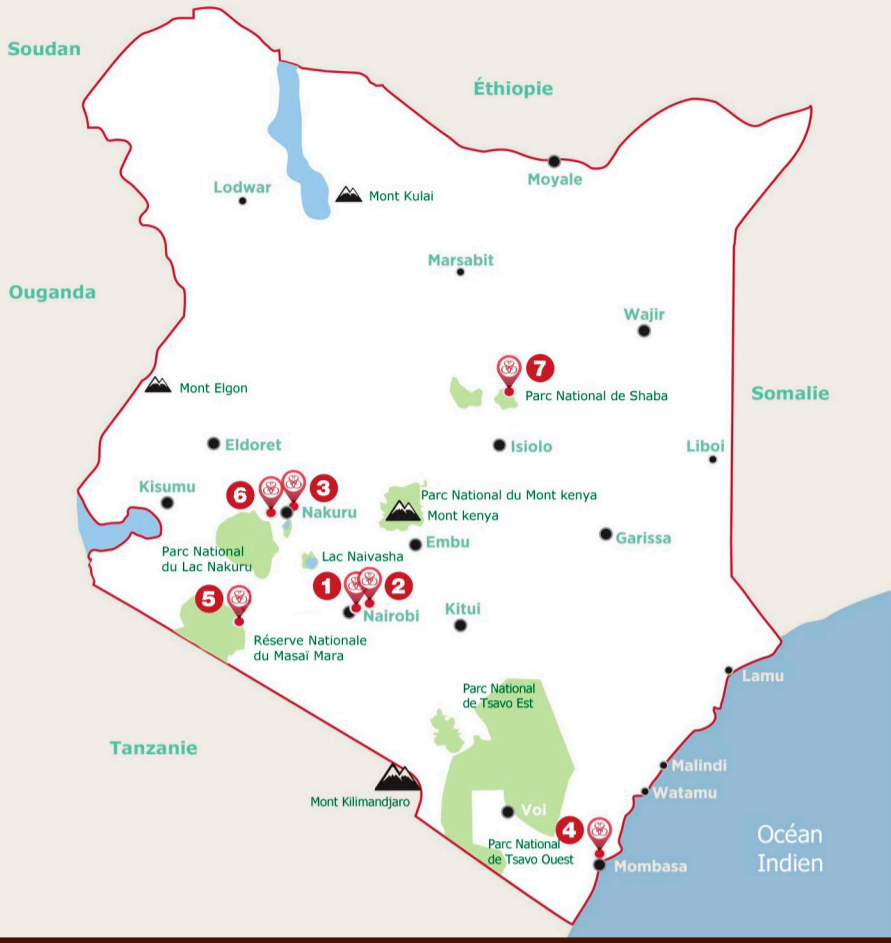 Soudan
Éthiopie
Moyale
Lodwar
Mont Kulai
Marsabit
Ouganda
Wajir
7
Mont Elgon
Parc National de Shaba
Somalie
Eldoret
Isiolo
Liboi
Kisumu
6
3
Nakuru
Parc National du Mont kenya
Mont kenya
Garissa
Embu
Parc National
du Lac Nakuru
Lac Naivasha
1
2
5
Nairobi
Kitui
Réserve Nationale
du Masaï Mara
Lamu
Parc National
de Tsavo Est
Tanzanie
Malindi
Watamu
Mont Kilimandjaro
Voi
4
Parc National
de Tsavo Ouest
Mombasa
Océan
Indien